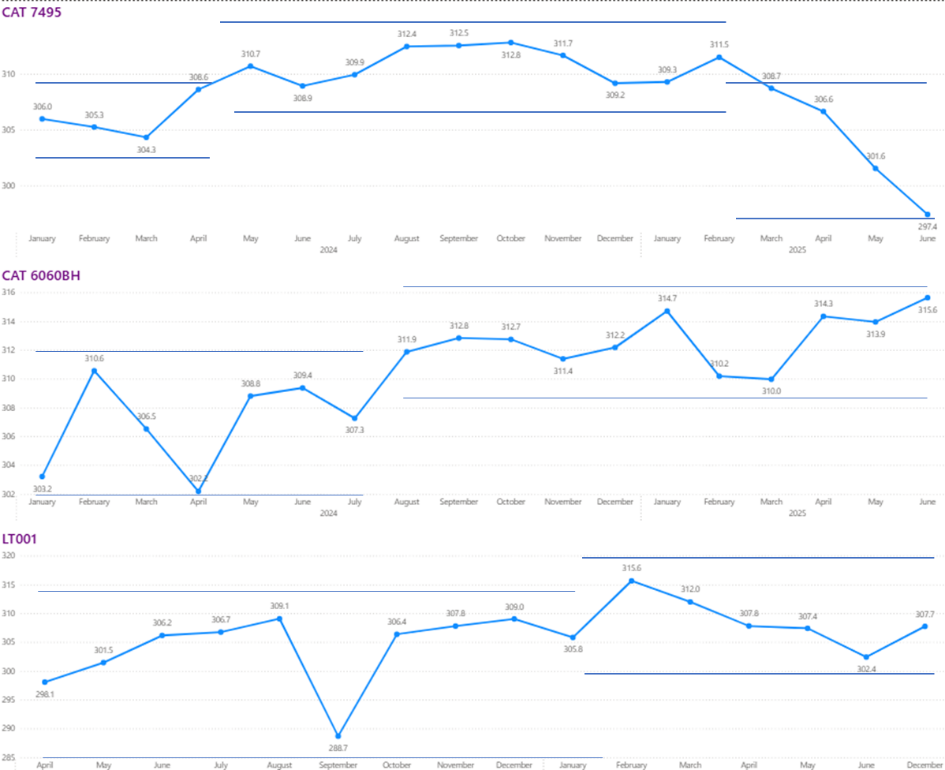 CAT 7495
312.4 312.5 311.7 311.5
310.7
310 308.6 309.9 312.8 309.3 308.7
306.0 308.9 309.2 306.6
305.3
305 304.3
301.6
300
297.4
January February March April May June July August September October November December January February March April May June
2024 2025
CAT 6060BH
316
314.7 314.3
314 312.8 312.7 315.6
312 311.9 312.2 313.9
310.6 311.4 310.2
310 309.4 310.0
308.8
308
306.5 307.3
306
304
302.2
303.2
302
January February March April May June July August September October November December January February March April May June
2024 2025
LT001
320
315.6
315 312.0
310 309.1 309.0
306.2 306.7 306.4 307.8 307.8 307.4 307.7
305
301.5 305.8
300 302.4
298.1
295
290
288.7
285
April May June July August September October November December January February March April May June December